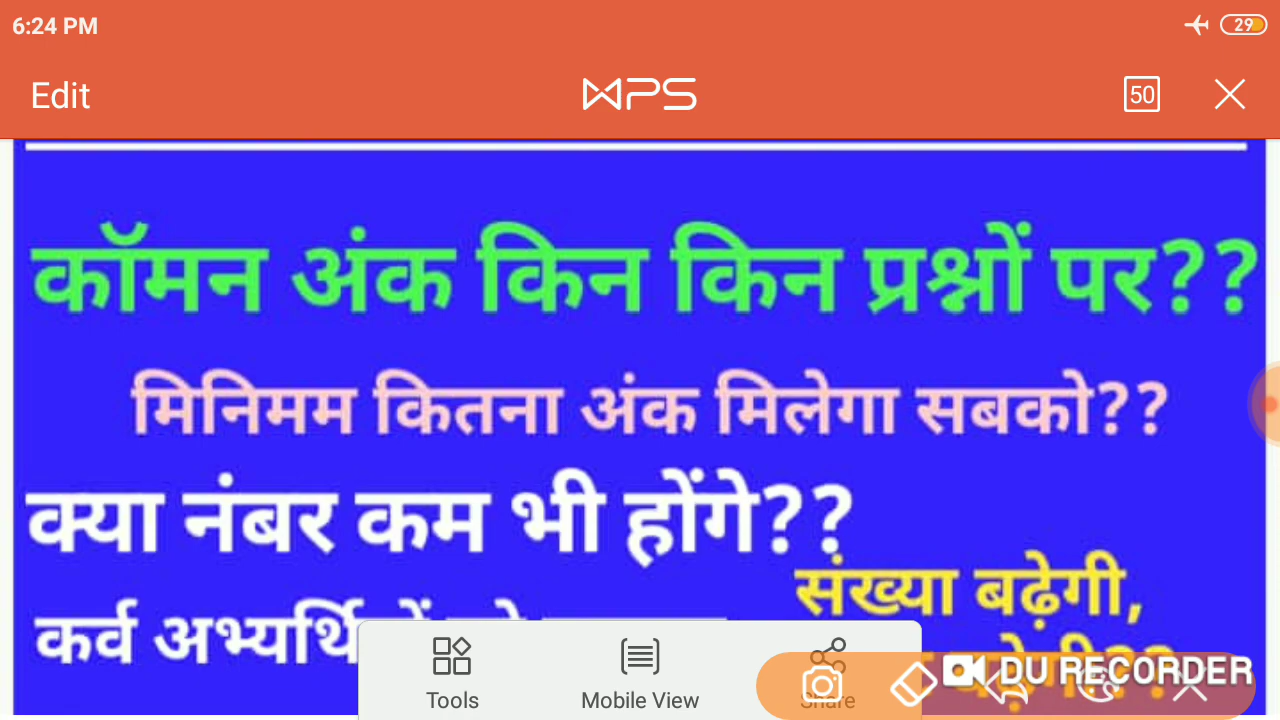 6:24 PM
29
Edit
WPS
50
कॉमन अंक किन किन प्रश्नों पर??
मिनिमम कितना अंक मिलेगा सबको??
क्या नंबर कम भी होंगे??
संख्या बढ़ेगी,
कर्व अभ्यर्थि
Tools
Mobile View
Share
DU RECORDER